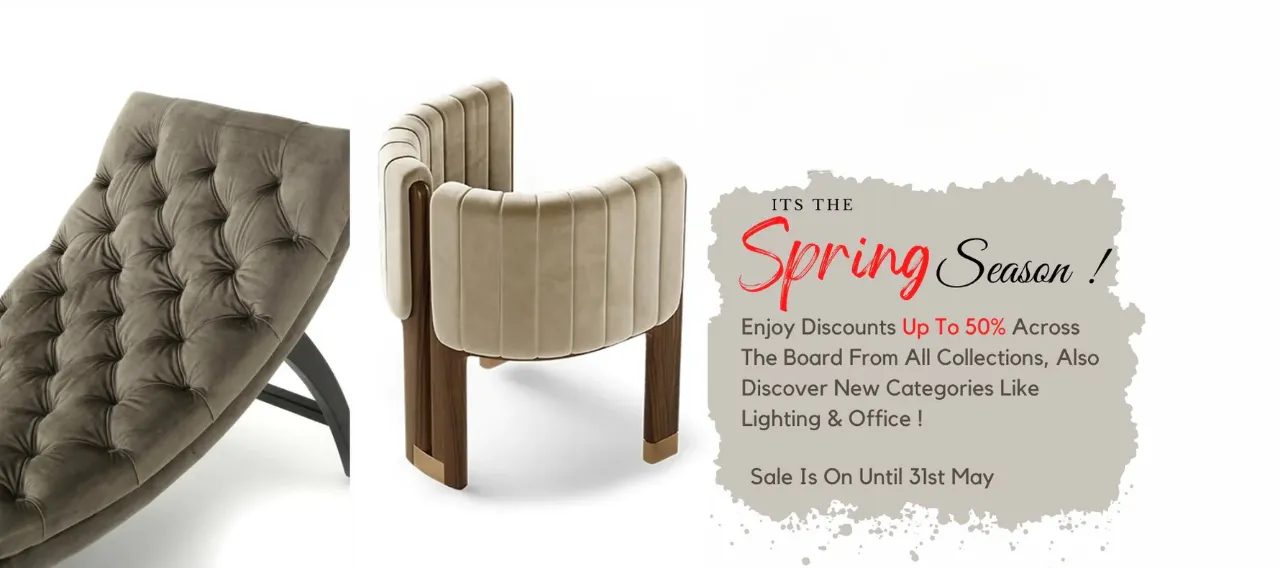 ITS THE
Spring Season !
Enjoy Discounts Up To 50% Across
The Board From All Collections, Also
Discover New Categories Like
Lighting & Office !
Sale Is On Until 31st May